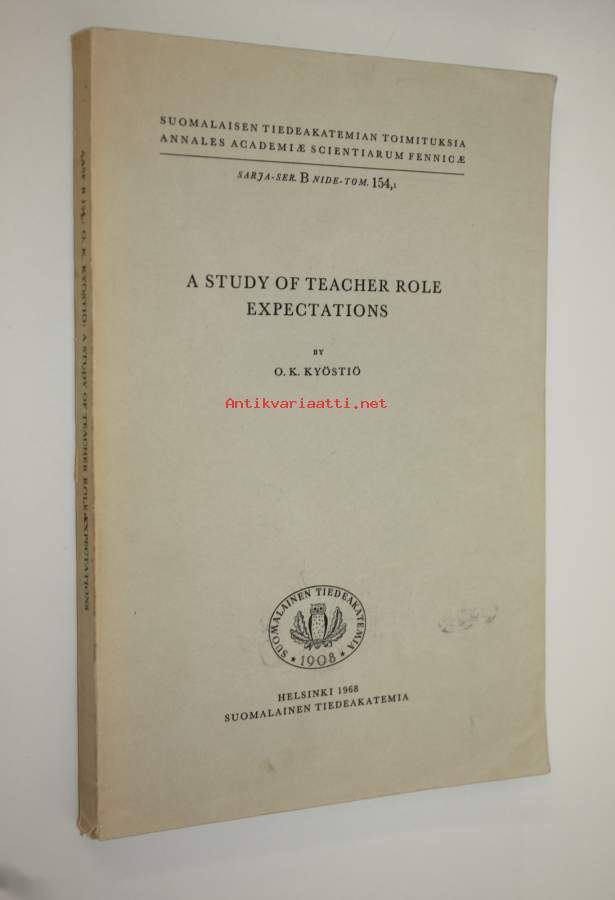 SUOMALAISEN TIEDEAKATEMIAN TOIMITUKSIA
ANNALES ACADEMIÆ SCIENTIARUM FENNICÆ
SARJA-SER. B NIDE-TOM. 154,1
A STUDY OF TEACHER ROLE
EXPECTATIONS
BY
O. K. KYÖSTIÖ
Antikvariaatti.net
SUOMALAINEN TIEDEAKATEMIA
* 1908 *
HELSINKI 1968
SUOMALAINEN TIEDEAKATEMIA
O. K. KYÖSTIÖ: A STUDY OF TEACHER ROLE EXPECTATIONS